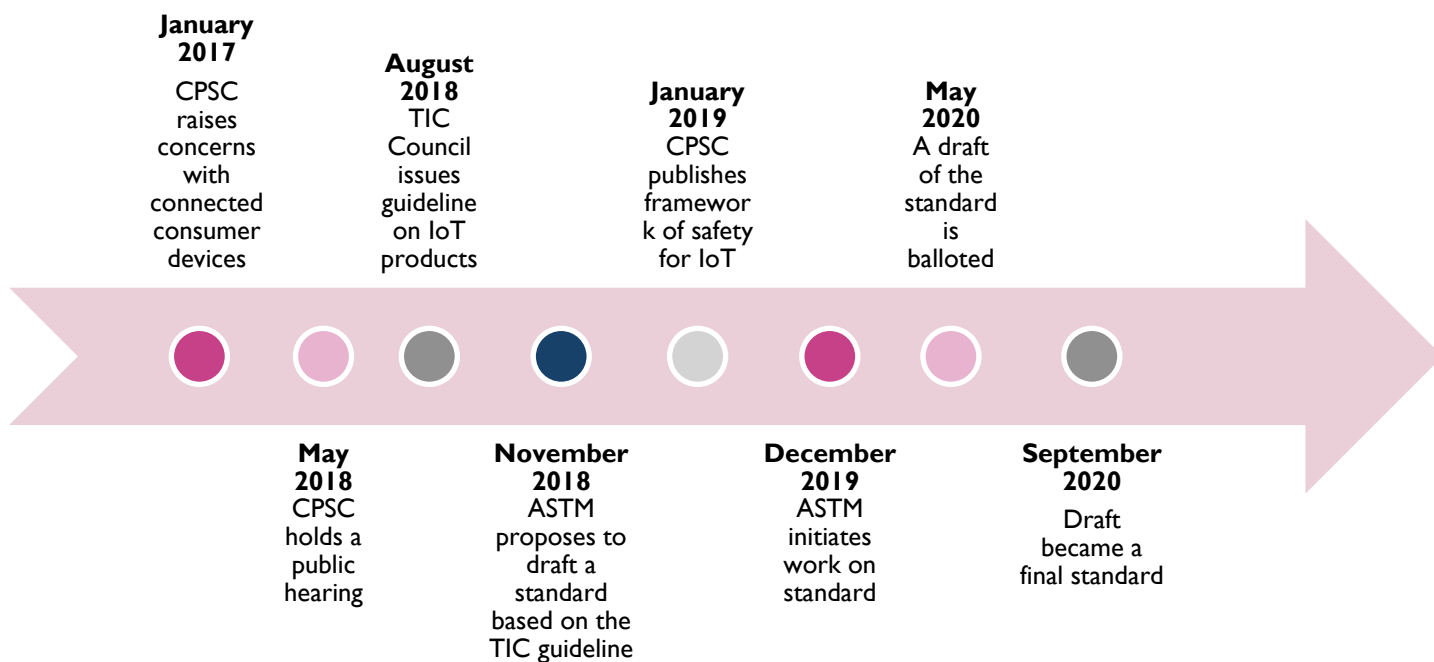 January
2017
CPSC
raises
concerns
with
connected
consumer
devices
May
2018
CPSC
holds a
public
hearing
August
2018
TIC
Council
issues
guideline
on IoT
products
November
2018
ASTM
proposes to
draft a
standard
based on the
TIC guideline
January
2019
CPSC
publishes
framewor
k of safety
for IoT
December
2019
ASTM
initiates
work on
standard
May
2020
A draft
of the
standard
is
balloted
September
2020
Draft
became a
final standard